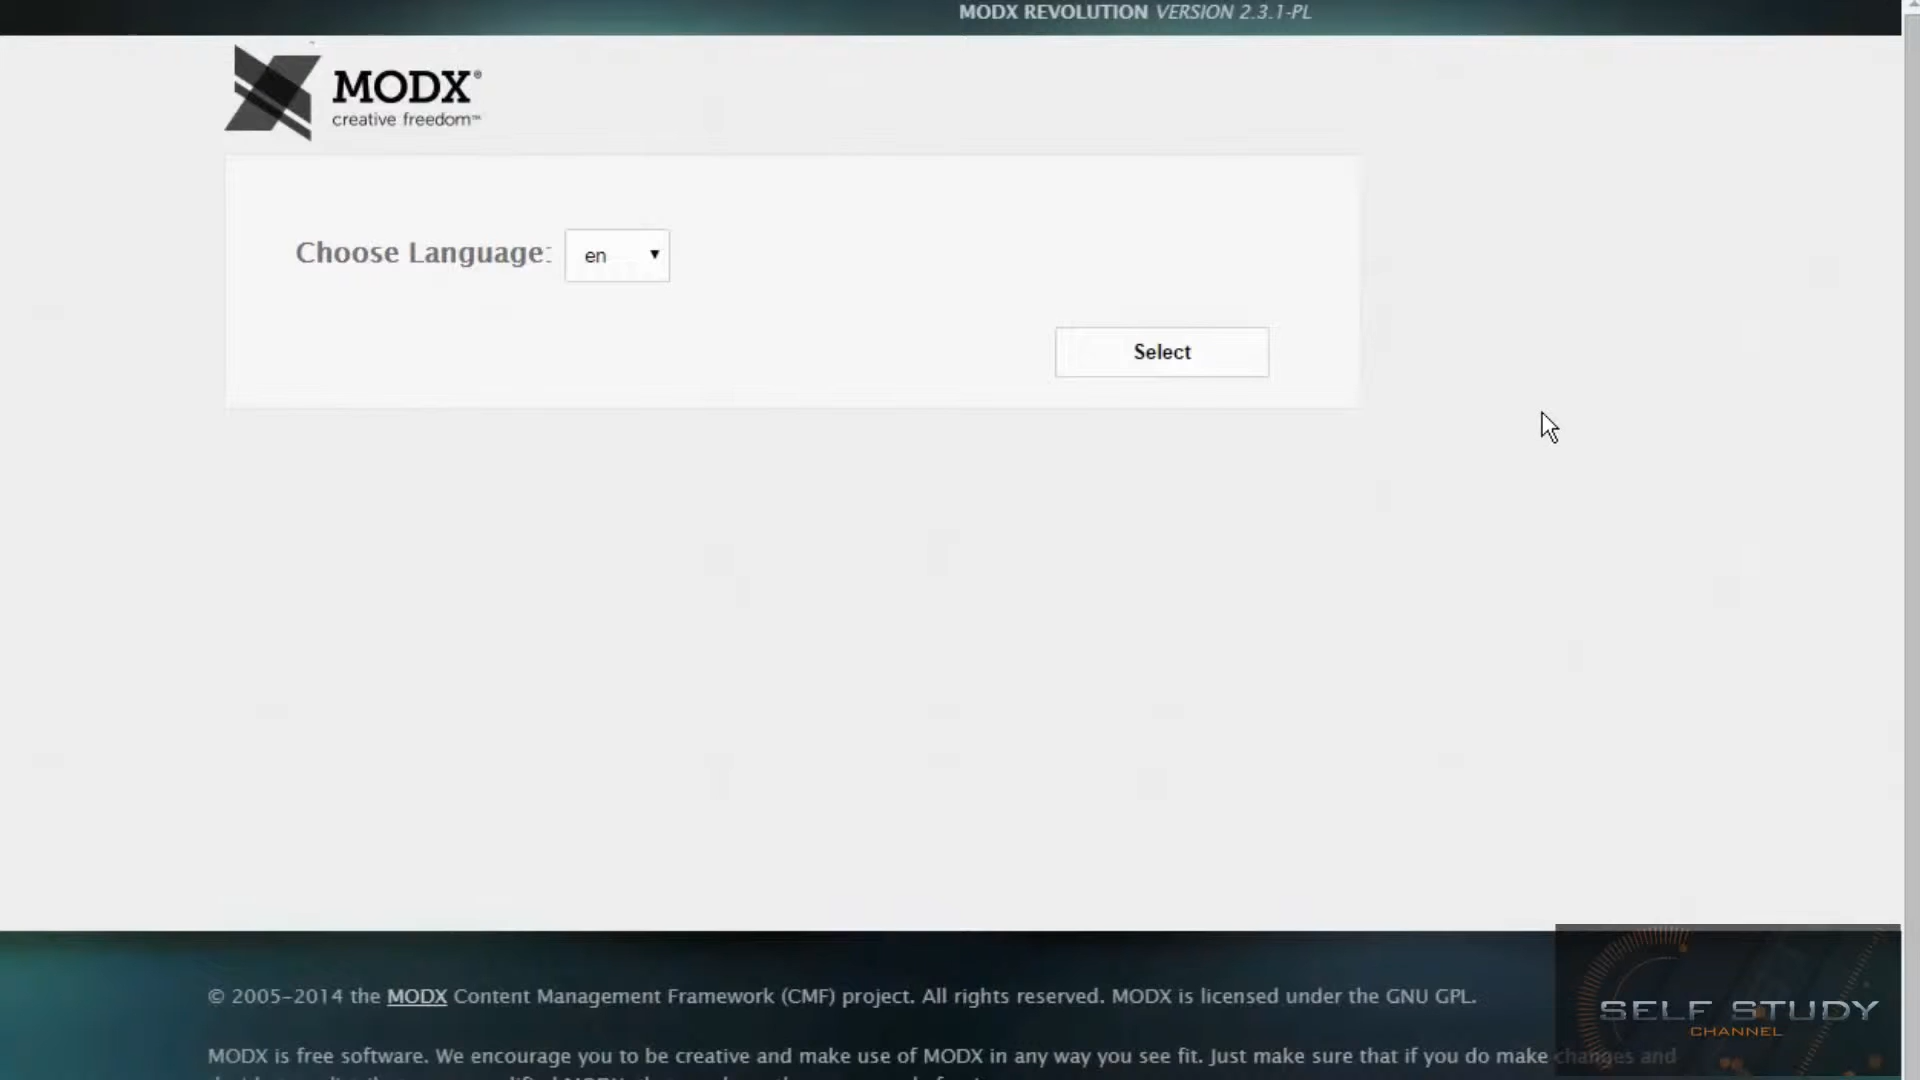 MODX REVOLUTION VERSION 2.3.1-PL
MODX®
creative freedom™
Choose Language: en
Select
© 2005-2014 the MODX Content Management Framework (CMF) project. All rights reserved. MODX is licensed under the GNU GPL.
MODX is free software. We encourage you to be creative and make use of MODX in any way you see fit. Just make sure that if you do make changes and
SELF STUDY
CHANNEL